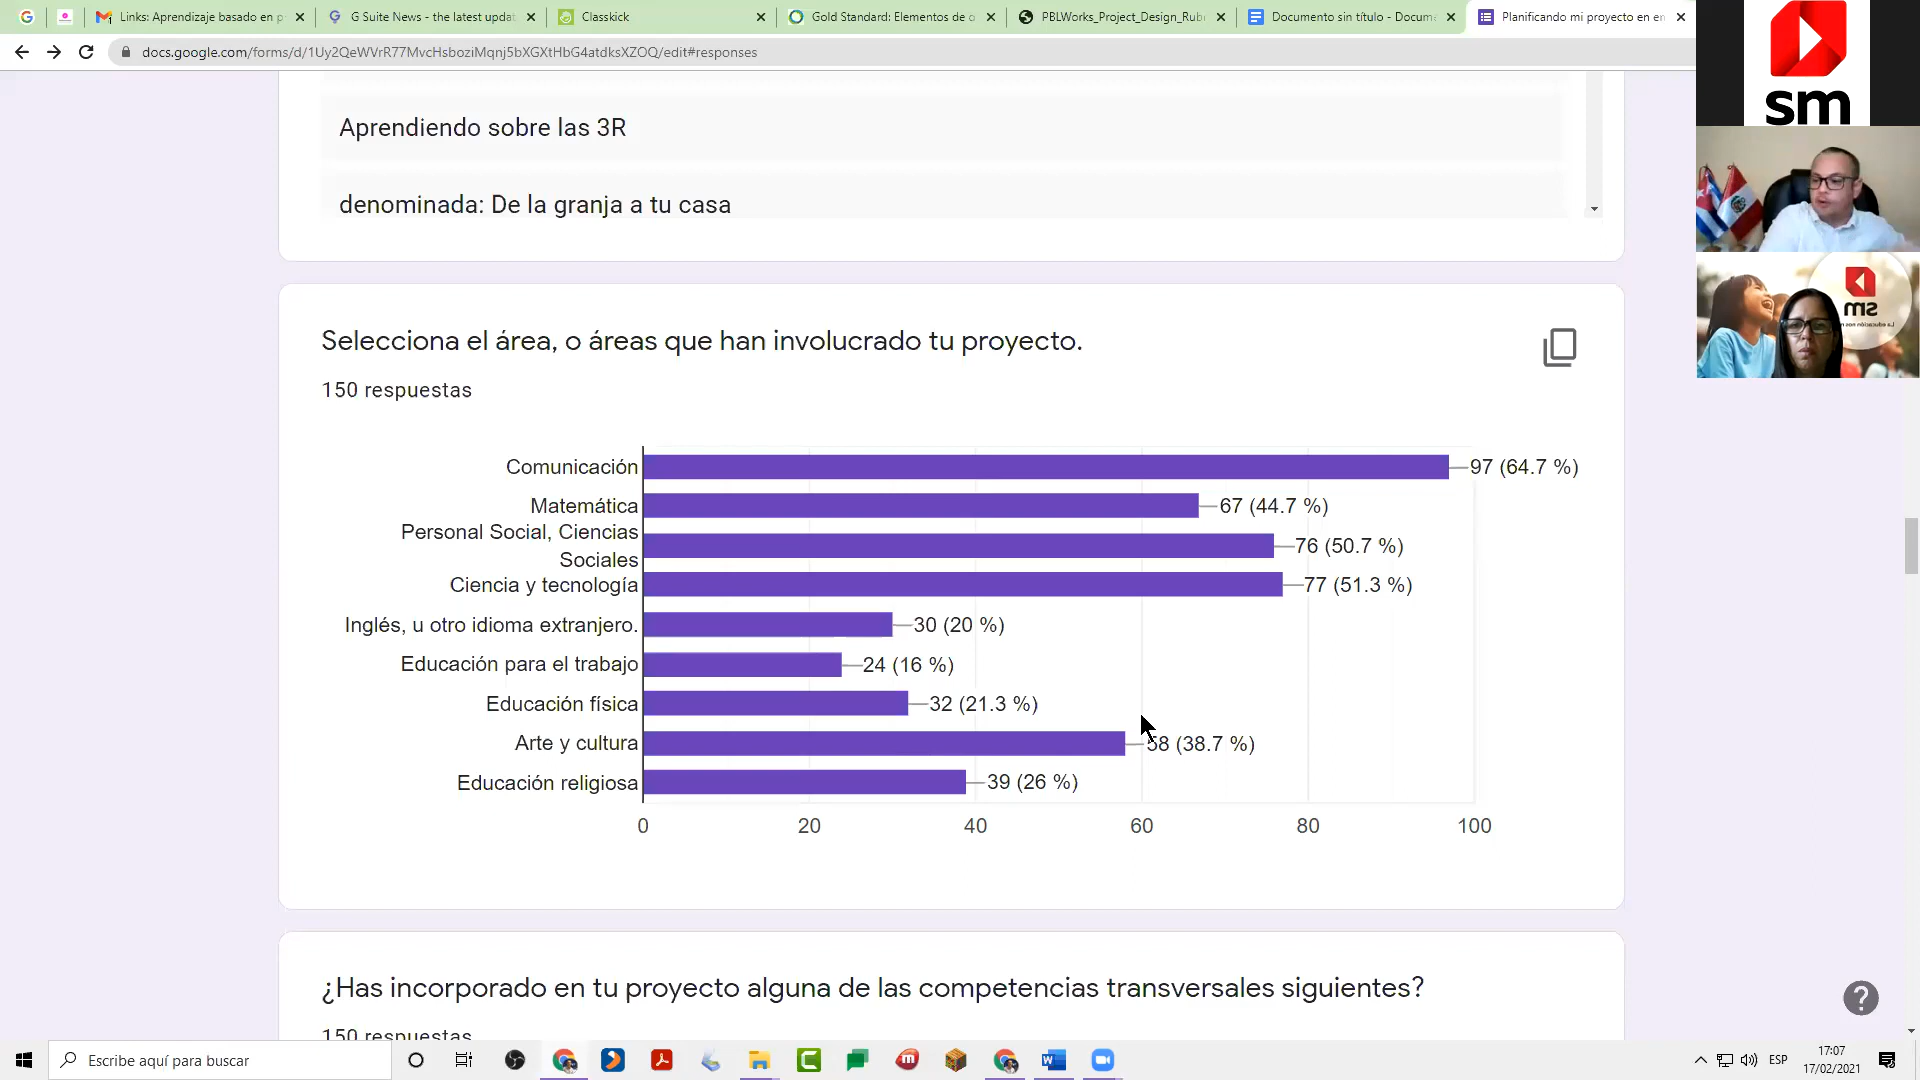 Links: Aprendizaje basado en p
G Suite News - the latest updat
Classkick
Gold Standard: Elementos de
PBLWorks_Project_Design_Rub
Documento sin título - Docum
Planificando mi proyecto en e
docs.google.com/forms/d/1Uy2QeWVrR77MvcHsboziMqnj5bXGXtHbG4atdksXZOQ/edit#responses
sm
Aprendiendo sobre las 3R
denominada: De la granja a tu casa
sm
Selecciona el área, o áreas que han involucrado tu proyecto.
150 respuestas
Comunicación
97 (64.7 %)
Matemática
67 (44.7 %)
Personal Social, Ciencias
Sociales
76 (50.7 %)
Ciencia y tecnología
77 (51.3 %)
Inglés, u otro idioma extranjero.
30 (20 %)
Educación para el trabajo
24 (16 %)
Educación física
32 (21.3 %)
Arte y cultura
58 (38.7 %)
Educación religiosa
39 (26 %)
0 20 40 60 80 100
¿Has incorporado en tu proyecto alguna de las competencias transversales siguientes?
150 respuestas
Escribe aquí para buscar
ESP
17:07
17/02/2021